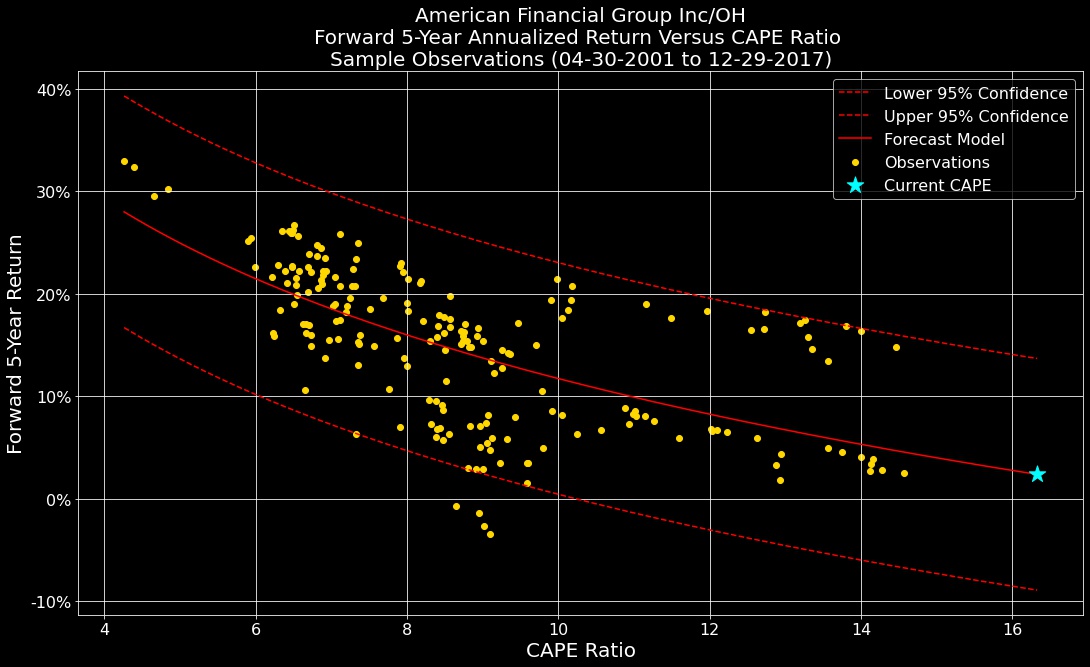 American Financial Group Inc/OH
Forward 5-Year Annualized Return Versus CAPE Ratio
Sample Observations (04-30-2001 to 12-29-2017)
Lower 95% Confidence
Upper 95% Confidence
Forecast Model
Observations
Current CAPE
Forward 5-Year Return
40%
30%
20%
10%
0%
-10%
4 6 8 10 12 14 16
CAPE Ratio